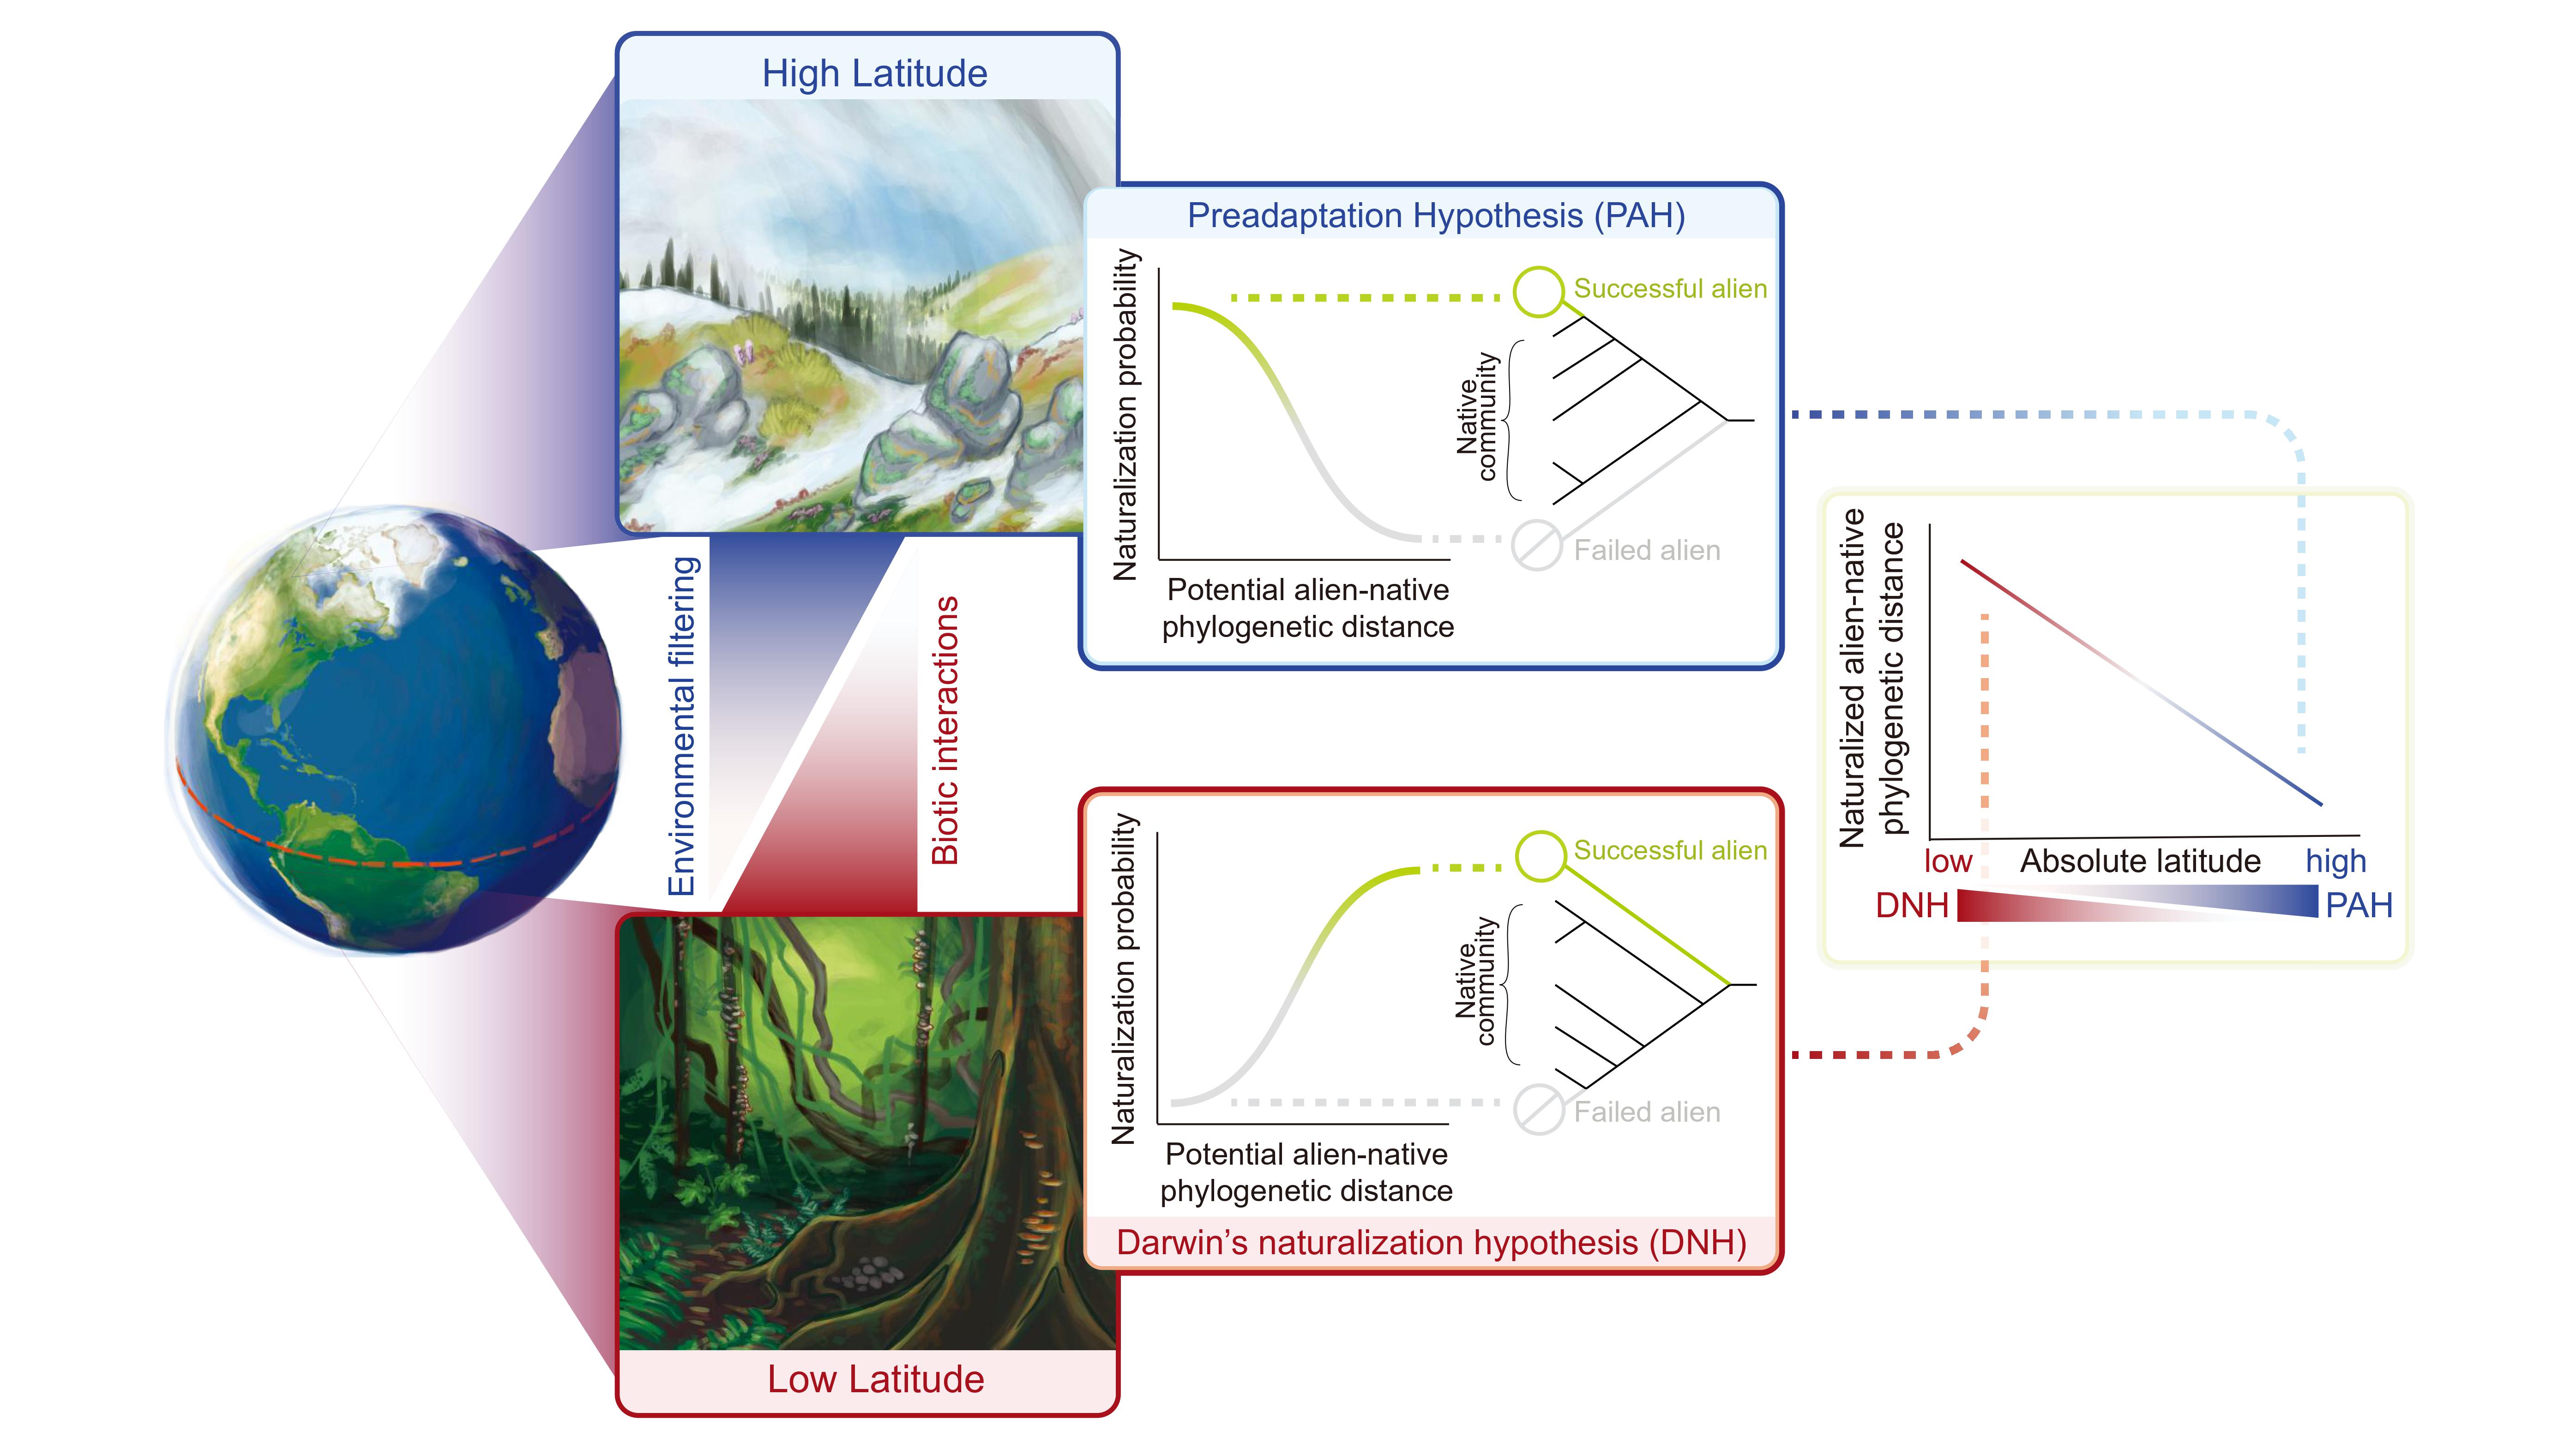 High Latitude
Environmental filtering
Biotic interactions
Low Latitude
Preadaptation Hypothesis (PAH)
Naturalization probability
Successful alien
Native
community
Failed alien
Potential alien-native
phylogenetic distance
Naturalization probability
Successful alien
Native
community
Failed alien
Potential alien-native
phylogenetic distance
Darwin's naturalization hypothesis (DNH)
Naturalized alien-native
phylogenetic distance
low Absolute latitude high
DNH PAH